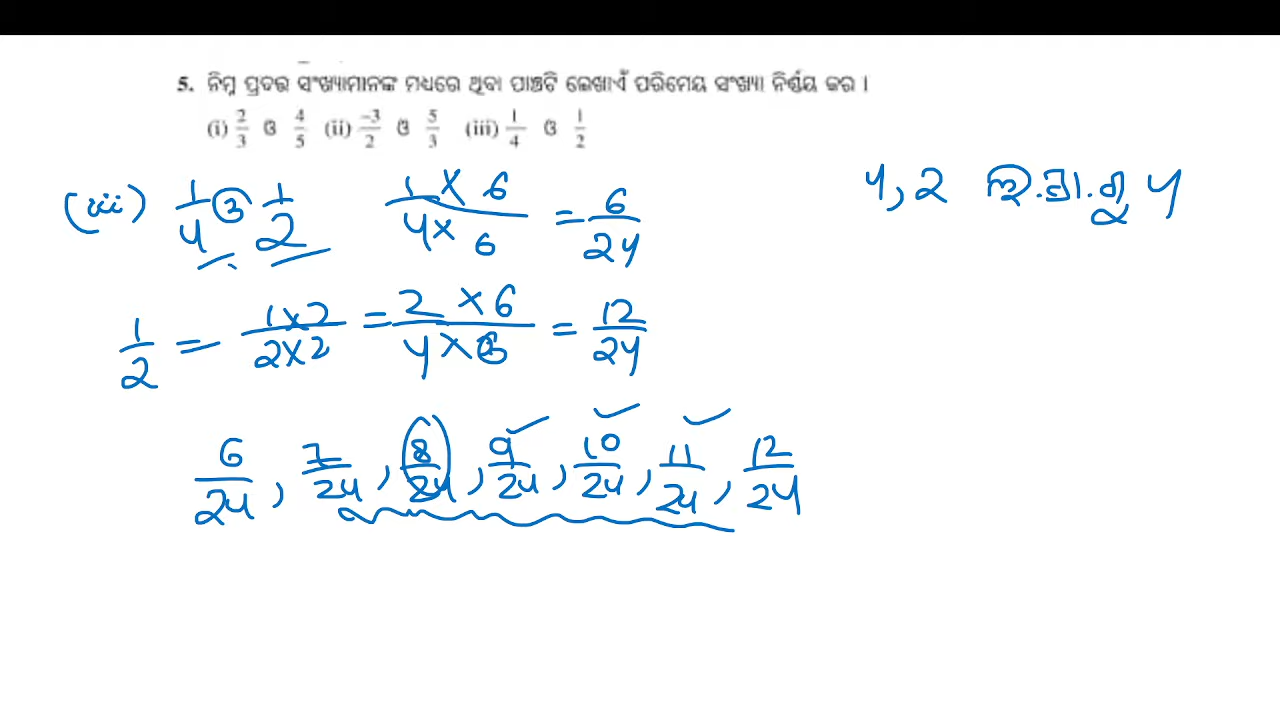 5. ନିମ୍ନ ପ୍ରଦତ୍ତ ସଂଖ୍ୟାମାନଙ୍କ ମଧ୍ୟରେ ଥିବା ପାଞ୍ଚଟି ଲେଖାଏଁ ପରିମେୟ ସଂଖ୍ୟା ନିର୍ଣ୍ଣୟ କର ।
(i) 2/3 ଓ 4/5 (ii) -3/2 ଓ 5/3 (iii) 1/4 ଓ 1/2
(iii) 1/4 ଓ 1/2 1 × 6 / 4 × 6 = 6/24 4, 2 ଲ.ସା.ଗୁ 4
1/2 = 1×2 / 2×2 = 2 × 6 / 4 × 6 = 12/24
6/24, 7/24, 8/24, 9/24, 10/24, 11/24, 12/24